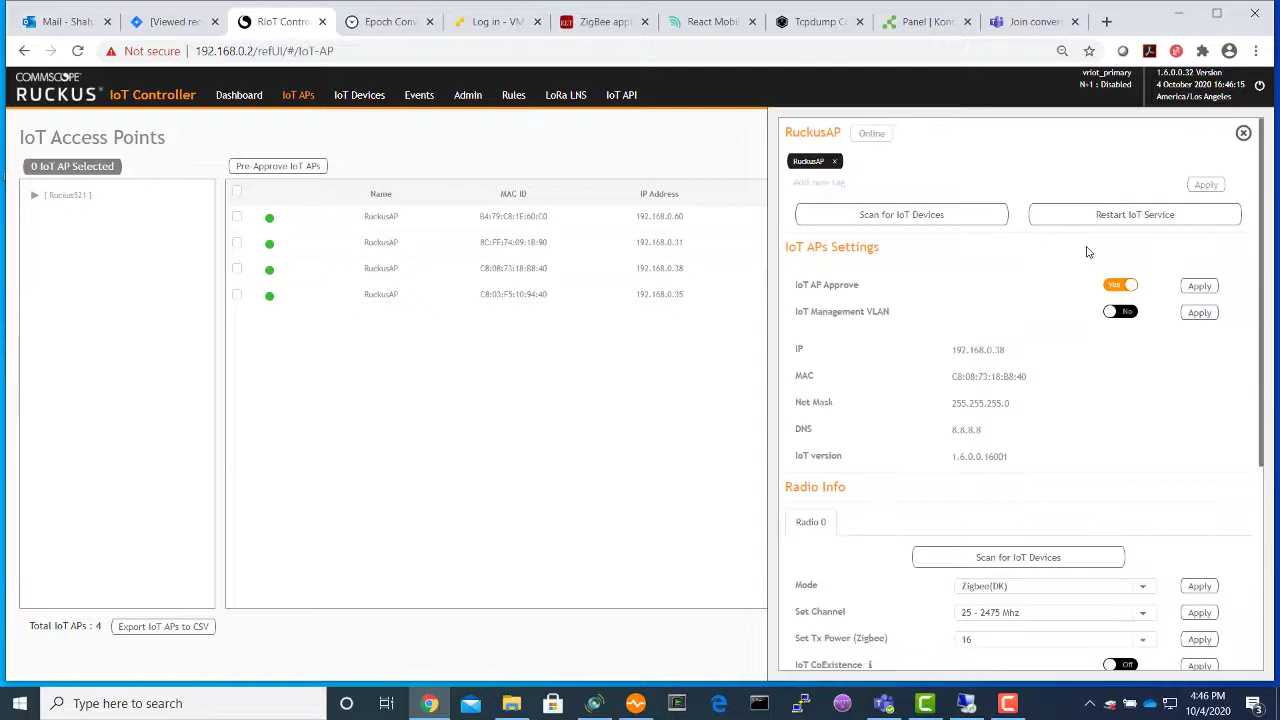 Mail - Shah
[Viewed rec
RIoT Contro
Epoch Conv
Log in - VM
ZigBee appl
React Mobil
Tcpdump C
Panel | Kon
Join conver
Not secure
192.168.0.2/refUI/#/IoT-AP
COMMSCOPE
RUCKUS
IoT Controller
Dashboard
IoT APs
IoT Devices
Events
Admin
Rules
LoRa LNS
IoT API
vriot_primary
N+1 : Disabled
1.6.0.0.32 Version
4 October 2020 16:46:15
America/Los Angeles
IoT Access Points
0 IoT AP Selected
Pre-Approve IoT APs
[ Ruckus521 ]
Name MAC ID IP Address
RuckusAP B4:79:C8:1E:60:C0 192.168.0.60
RuckusAP 8C:FE:74:09:18:90 192.168.0.31
RuckusAP C8:08:73:18:B8:40 192.168.0.38
RuckusAP C8:03:F5:10:94:40 192.168.0.35
Total IoT APs : 4
Export IoT APs to CSV
RuckusAP
Online
RuckusAP x
Add new tag
Apply
Scan for IoT Devices
Restart IoT Service
IoT APs Settings
IoT AP Approve Yes Apply
IoT Management VLAN No Apply
IP 192.168.0.38
MAC C8:08:73:18:B8:40
Net Mask 255.255.255.0
DNS 8.8.8.8
IoT version 1.6.0.0.16001
Radio Info
Radio 0
Scan for IoT Devices
Mode Zigbee(DK) Apply
Set Channel 25 - 2475 Mhz Apply
Set Tx Power (Zigbee) 16 Apply
IoT CoExistence i Off Apply
Type here to search
4:46 PM
10/4/2020
3